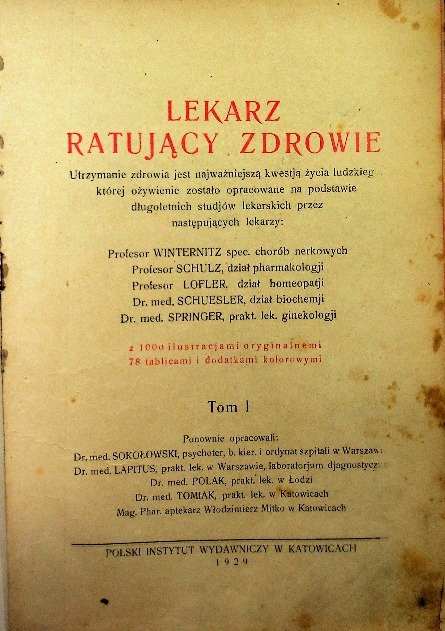 LEKARZ
RATUJĄCY ZDROWIE
Utrzymanie zdrowia jest najważniejszą kwestją życia ludzkieg
której ożywienie zostało opracowane na podstawie
długoletnich studjów lekarskich przez
następujących lekarzy:
Profesor WINTERNITZ spec. chorób nerkowych
Profesor SCHULZ, dział pharmakologji
Profesor LOFLER, dział homeopatji
Dr. med. SCHUESLER, dział biochemji
Dr. med. SPRINGER, prakt. lek. ginekologji
z 1000 ilustracjami oryginalnemi
78 tablicami i dodatkami kolorowymi
Tom I
Ponownie opracowali:
Dr. med. SOKOŁOWSKI, psychoter, b. kier. i ordynat szpitali w Warszaw
Dr. med. LAPITUS, prakt. lek. w Warszawie, laboratorjum djagnostycz
Dr. med. POLAK, prakt. lek. w Łodzi
Dr. med. TOMIAK, prakt. lek. w Katowicach
Mag. Phar. aptekarz Włodzimierz Mitko w Katowicach
POLSKI INSTYTUT WYDAWNICZY W KATOWICACH
1929